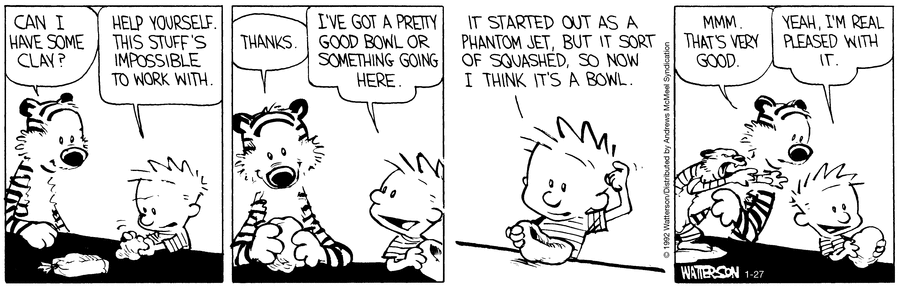 CAN I
HAVE SOME
CLAY?
HELP YOURSELF.
THIS STUFF'S
IMPOSSIBLE
TO WORK WITH.
THANKS.
I'VE GOT A PRETTY
GOOD BOWL OR
SOMETHING GOING
HERE.
IT STARTED OUT AS A
PHANTOM JET, BUT IT SORT
OF SQUASHED, SO NOW
I THINK IT'S A BOWL.
© 1992 Watterson/Distributed by Andrews McMeel Syndication
MMM.
THAT'S VERY
GOOD.
YEAH, I'M REAL
PLEASED WITH
IT.
WATTERSON 1-27